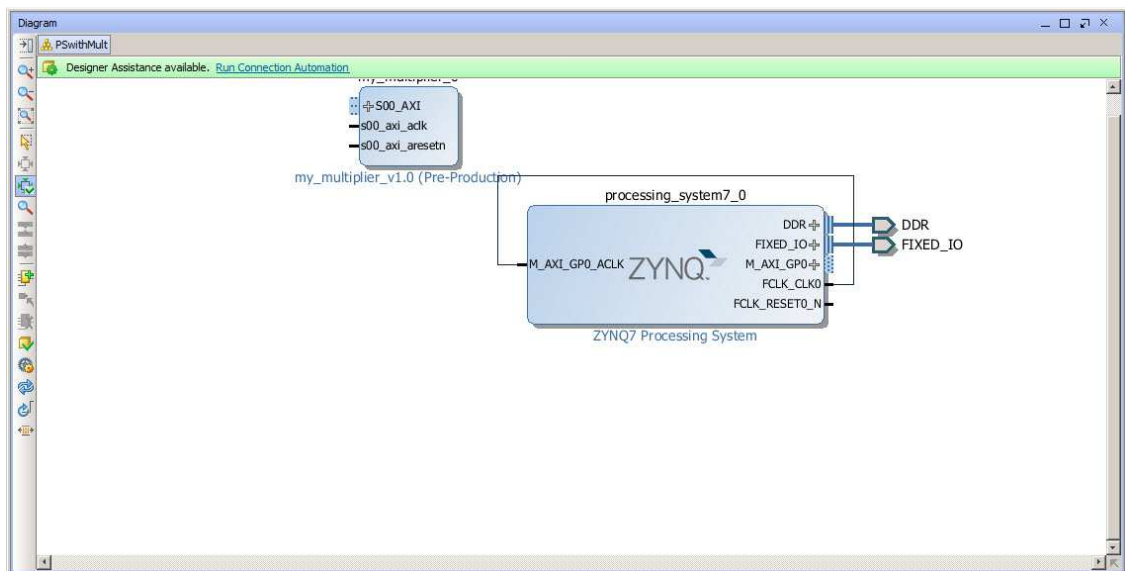 Diagram
PSwithMult
Designer Assistance available. Run Connection Automation
my_multiplier_0
S00_AXI
s00_axi_aclk
s00_axi_aresetn
my_multiplier_v1.0 (Pre-Production)
processing_system7_0
DDR
FIXED_IO
M_AXI_GP0_ACLK
ZYNQ
M_AXI_GP0
FCLK_CLK0
FCLK_RESET0_N
DDR
FIXED_IO
ZYNQ7 Processing System